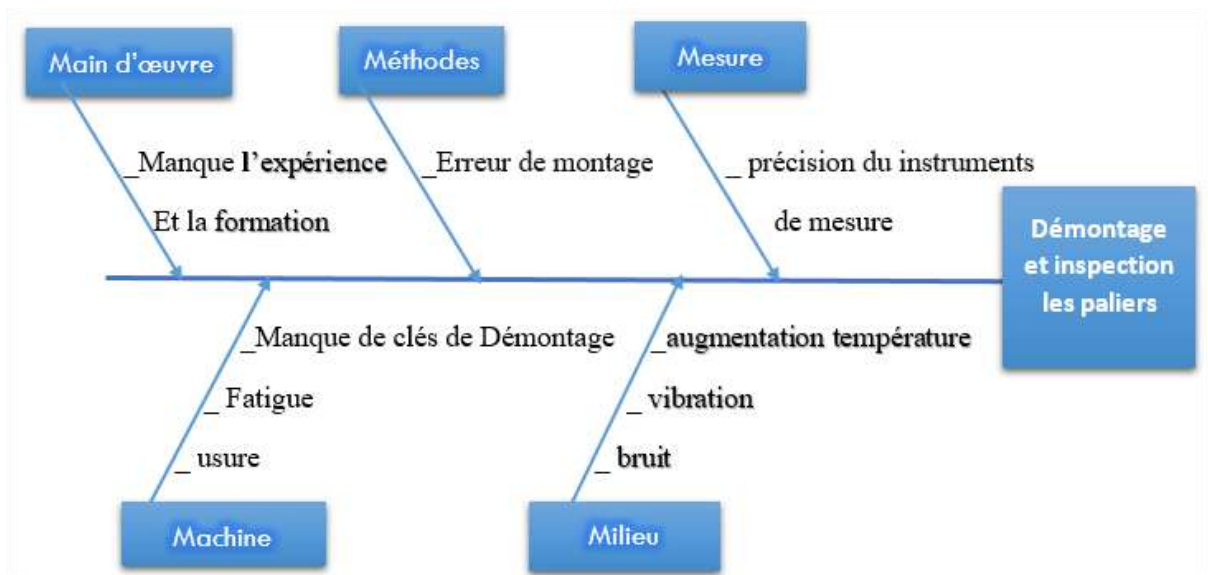 Main d'œuvre
Méthodes
Mesure
_Manque l'expérience
Et la formation
_Erreur de montage
_ précision du instruments
de mesure
Démontage
et inspection
les paliers
_Manque de clés de Démontage
_ Fatigue
_ usure
_augmentation température
_ vibration
_ bruit
Machine
Milieu